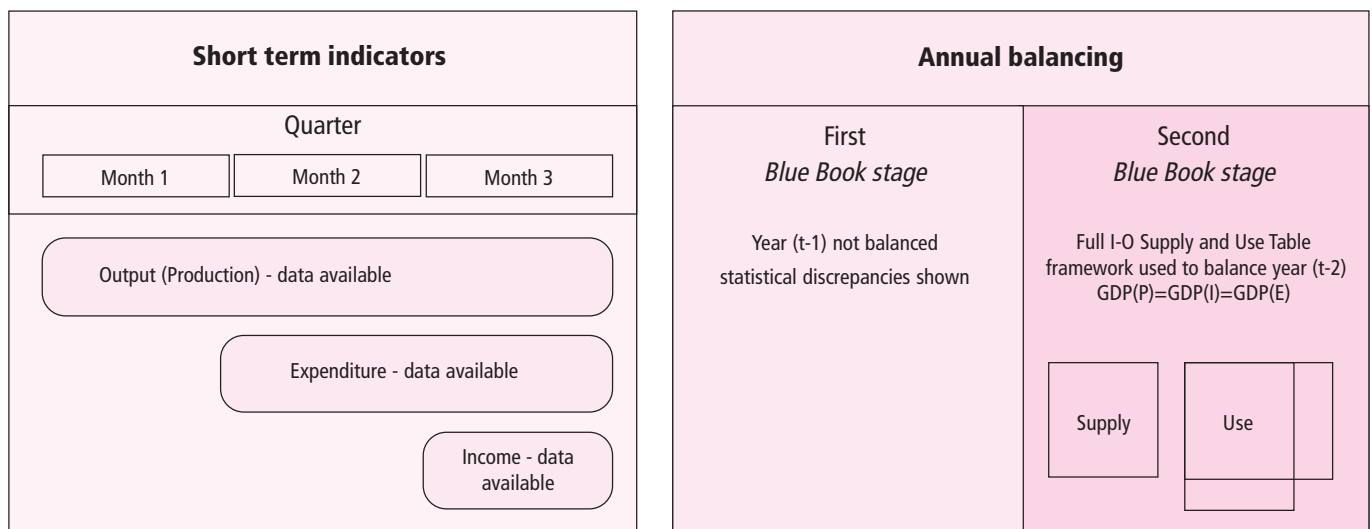 Short term indicators
Quarter
Month 1
Month 2
Month 3
Output (Production) - data available
Expenditure - data available
Income - data
available
Annual balancing
First
Blue Book stage
Year (t-1) not balanced
statistical discrepancies shown
Second
Blue Book stage
Full I-O Supply and Use Table
framework used to balance year (t-2)
GDP(P)=GDP(I)=GDP(E)
Supply
Use